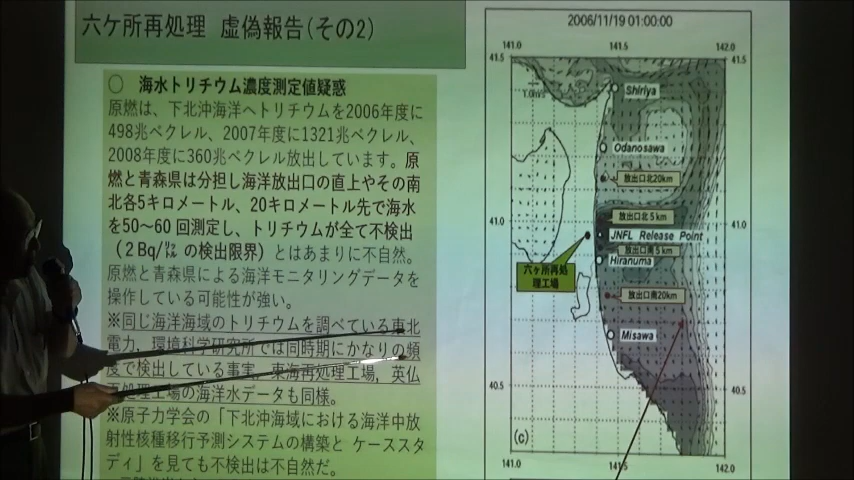 六ケ所再処理 虚偽報告(その2)
○ 海水トリチウム濃度測定値疑惑
原燃は、下北沖海洋へトリチウムを2006年度に
498兆ベクレル、2007年度に1321兆ベクレル、
2008年度に360兆ベクレル放出しています。原
燃と青森県は分担し海洋放出口の直上やその南
北各5キロメートル、20キロメートル先で海水
を50~60回測定し、トリチウムが全て不検出
(2Bq/㍑の検出限界)とはあまりに不自然。
原燃と青森県による海洋モニタリングデータを
操作している可能性が強い。
※同じ海洋海域のトリチウムを調べている東北
電力、環境科学研究所では同時期にかなりの頻
度で検出している事実。東海再処理工場,英仏
再処理工場の海洋水データも同様。
※原子力学会の「下北沖海域における海洋中放
射性核種移行予測システムの構築と ケーススタ
ディ」を見ても不検出は不自然だ。
2006/11/19 01:00:00
141.0 141.5 142.0
41.5 41.5
1.0m/s
Shiriya
Odanosawa
放出口北20km
放出口北5km
41.0 41.0
JNFL Release Point
放出口南5km
Hiranuma
六ヶ所再処
理工場
放出口南20km
Misawa
40.5 40.5
(c)
141.0 141.5 142.0